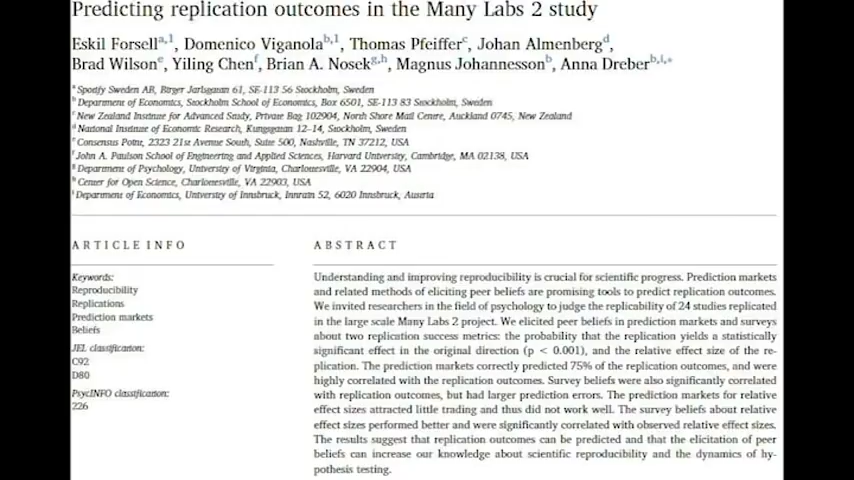 Predicting replication outcomes in the Many Labs 2 study
Eskil Forsell a,1, Domenico Viganola b,1, Thomas Pfeiffer c, Johan Almenberg d,
Brad Wilson e, Yiling Chen f, Brian A. Nosek g,h, Magnus Johannesson b, Anna Dreber b,i,*
a Spotify Sweden AB, Birger Jarlsgatan 61, SE-113 56 Stockholm, Sweden
b Department of Economics, Stockholm School of Economics, Box 6501, SE-113 83 Stockholm, Sweden
c New Zealand Institute for Advanced Study, Private Bag 102904, North Shore Mail Centre, Auckland 0745, New Zealand
d National Institute of Economic Research, Kungsgatan 12–14, Stockholm, Sweden
e Consensus Point, 2323 21st Avenue South, Suite 500, Nashville, TN 37212, USA
f John A. Paulson School of Engineering and Applied Sciences, Harvard University, Cambridge, MA 02138, USA
g Department of Psychology, University of Virginia, Charlottesville, VA 22904, USA
h Center for Open Science, Charlottesville, VA 22903, USA
i Department of Economics, University of Innsbruck, Innrain 52, 6020 Innsbruck, Austria
ARTICLE INFO
Keywords:
Reproducibility
Replications
Prediction markets
Beliefs
JEL classification:
C92
D80
PsycINFO classification:
226
ABSTRACT
Understanding and improving reproducibility is crucial for scientific progress. Prediction markets
and related methods of eliciting peer beliefs are promising tools to predict replication outcomes.
We invited researchers in the field of psychology to judge the replicability of 24 studies replicated
in the large scale Many Labs 2 project. We elicited peer beliefs in prediction markets and surveys
about two replication success metrics: the probability that the replication yields a statistically
significant effect in the original direction (p < 0.001), and the relative effect size of the re-
plication. The prediction markets correctly predicted 75% of the replication outcomes, and were
highly correlated with the replication outcomes. Survey beliefs were also significantly correlated
with replication outcomes, but had larger prediction errors. The prediction markets for relative
effect sizes attracted little trading and thus did not work well. The survey beliefs about relative
effect sizes performed better and were significantly correlated with observed relative effect sizes.
The results suggest that replication outcomes can be predicted and that the elicitation of peer
beliefs can increase our knowledge about scientific reproducibility and the dynamics of hy-
pothesis testing.